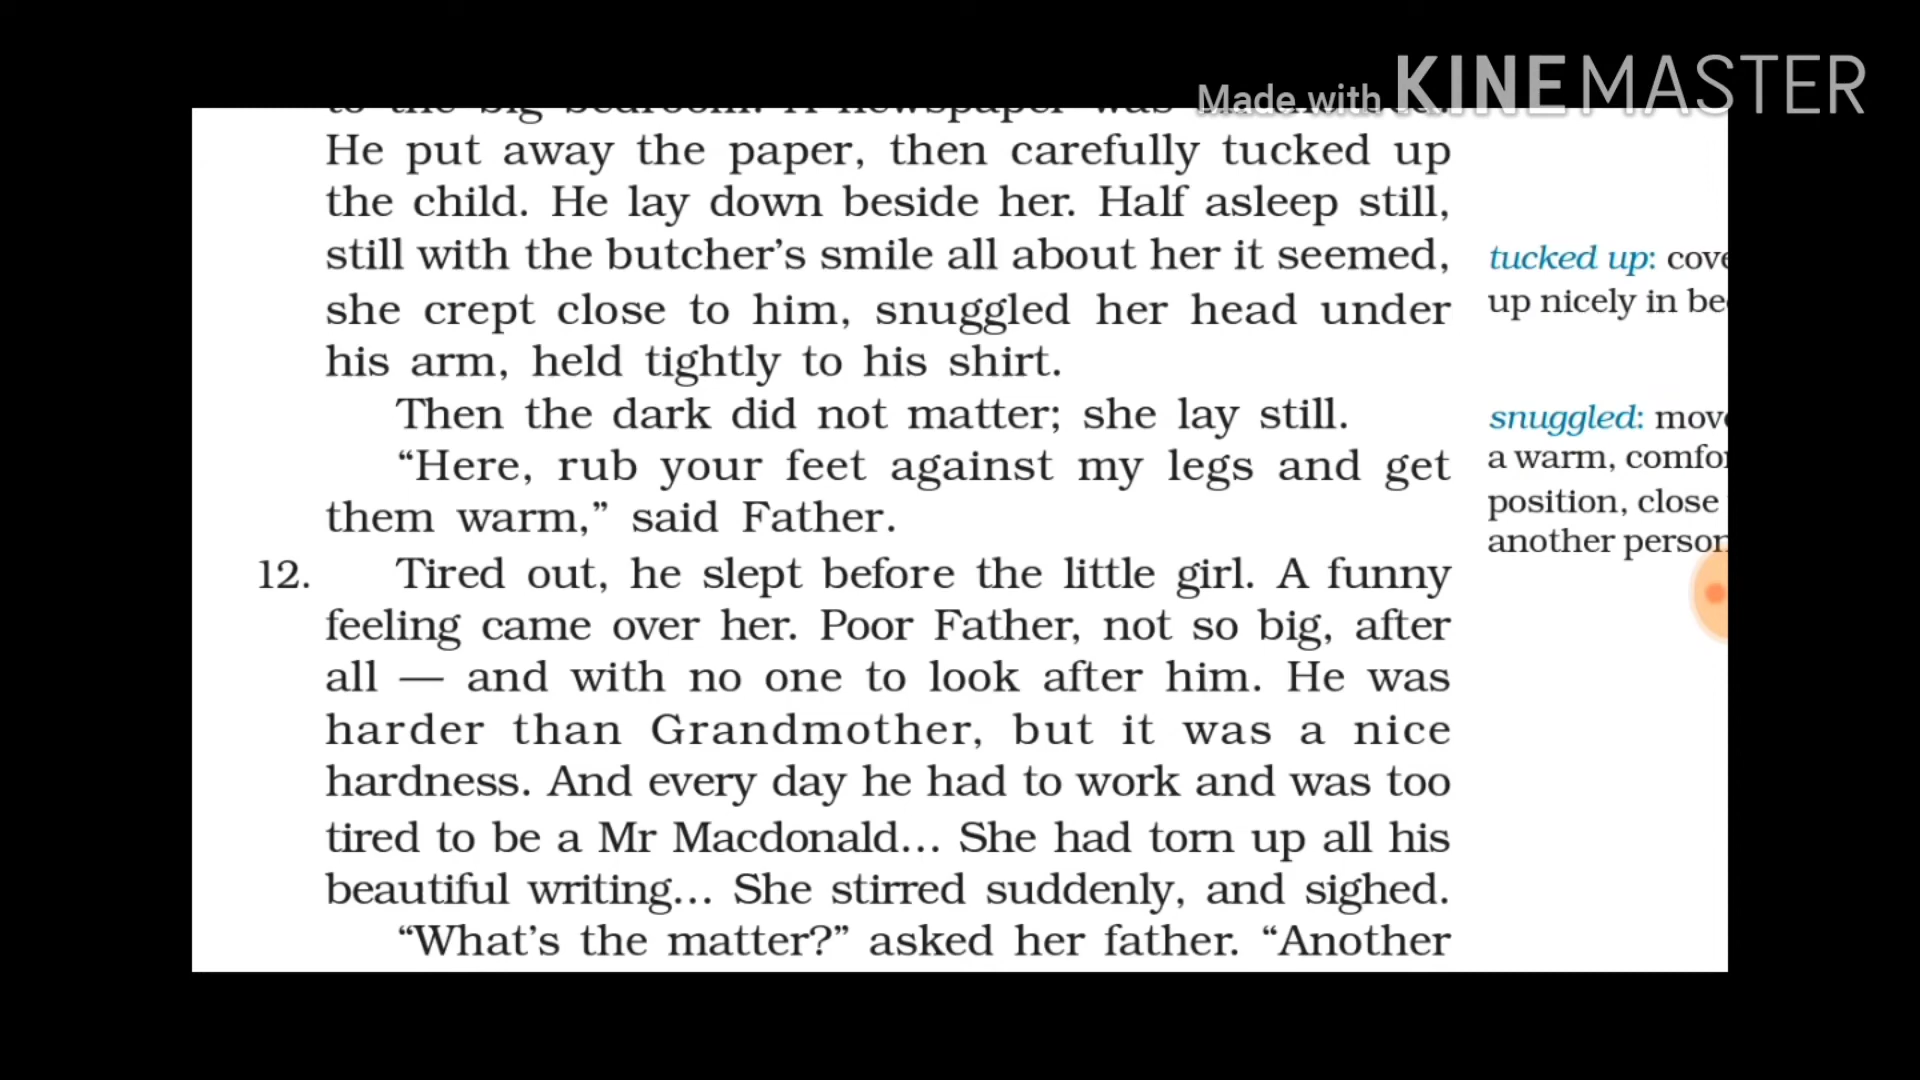 Made with KINEMASTER
to the big bedroom. A newspaper was
He put away the paper, then carefully tucked up
the child. He lay down beside her. Half asleep still,
still with the butcher’s smile all about her it seemed,
she crept close to him, snuggled her head under
his arm, held tightly to his shirt.
Then the dark did not matter; she lay still.
“Here, rub your feet against my legs and get
them warm,” said Father.
12. Tired out, he slept before the little girl. A funny
feeling came over her. Poor Father, not so big, after
all — and with no one to look after him. He was
harder than Grandmother, but it was a nice
hardness. And every day he had to work and was too
tired to be a Mr Macdonald... She had torn up all his
beautiful writing... She stirred suddenly, and sighed.
“What’s the matter?” asked her father. “Another
tucked up:
up nicely in
snuggled:
a warm,
position, close
another person